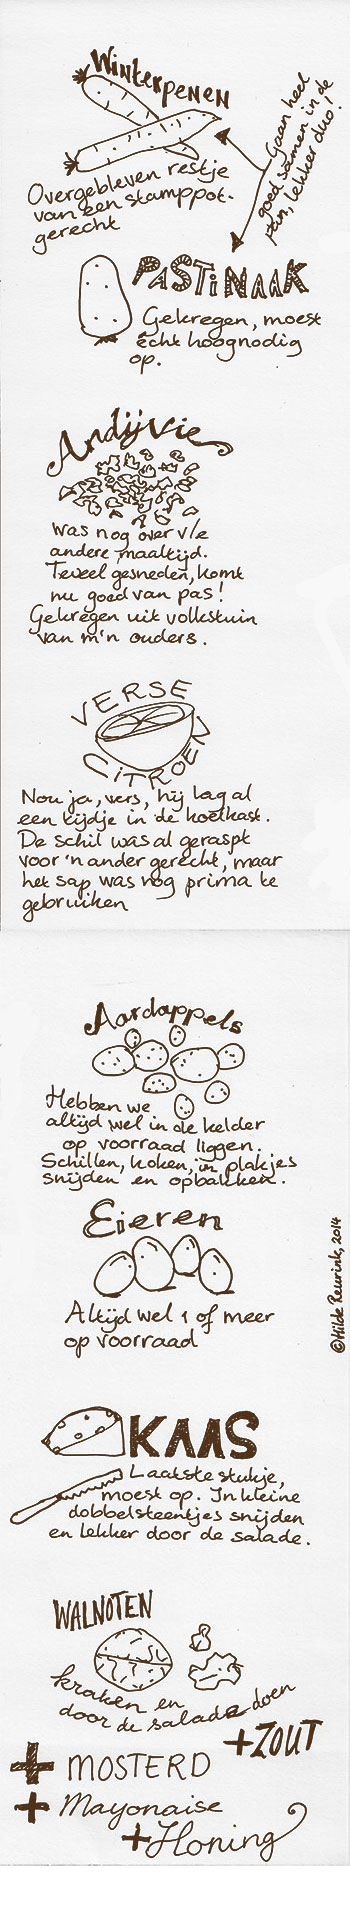 Winterpenen
Gaan heel
goed samen in de
pan, lekker duo!
Overgebleven restje
van een stamppot-
gerecht
PASTiNAAK
Gekregen, moest
écht hoognodig
op.
Andijvie
Was nog over v/e
andere maaltijd.
Teveel gesneden, komt
nu goed van pas!
Gekregen uit volkstuin
van m'n ouders.
VERSE
CiTROEN
Nou ja, vers, hij lag al
een tijdje in de koelkast.
De schil was al geraspt
voor 'n ander gerecht, maar
het sap was nog prima te
gebruiken
Aardappels
Hebben we
altijd wel in de kelder
op voorraad liggen.
Schillen, koken, in plakjes
snijden en opbakken.
Eieren
Altijd wel 1 of meer
op voorraad
©Hilde Reurink, 2014
KAAS
Laatste stukje,
moest op. In kleine
dobbelsteentjes snijden
en lekker door de salade.
WALNOTEN
kraken en
door de salade doen
+ZOUT
+ MOSTERD
+ Mayonaise
+Honing